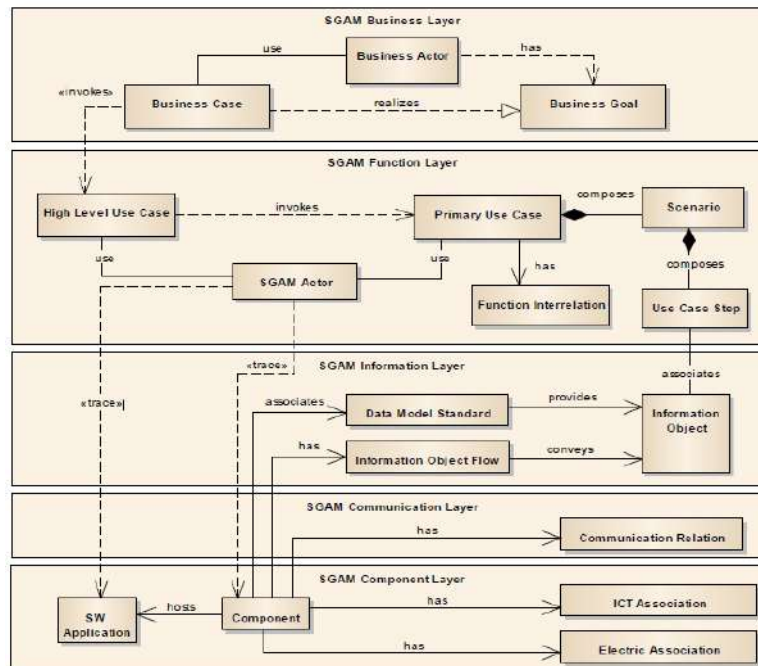 SGAM Business Layer
Business Actor
use
has
«invokes»
Business Case
realizes
Business Goal
SGAM Function Layer
High Level Use Case
invokes
Primary Use Case
composes
Scenario
use
use
has
composes
SGAM Actor
Function Interrelation
Use Case Step
SGAM Information Layer
«trace»
associates
«trace»
associates
Data Model Standard
provides
Information
Object
has
Information Object Flow
conveys
SGAM Communication Layer
has
Communication Relation
SGAM Component Layer
SW
Application
hosts
Component
has
ICT Association
has
Electric Association